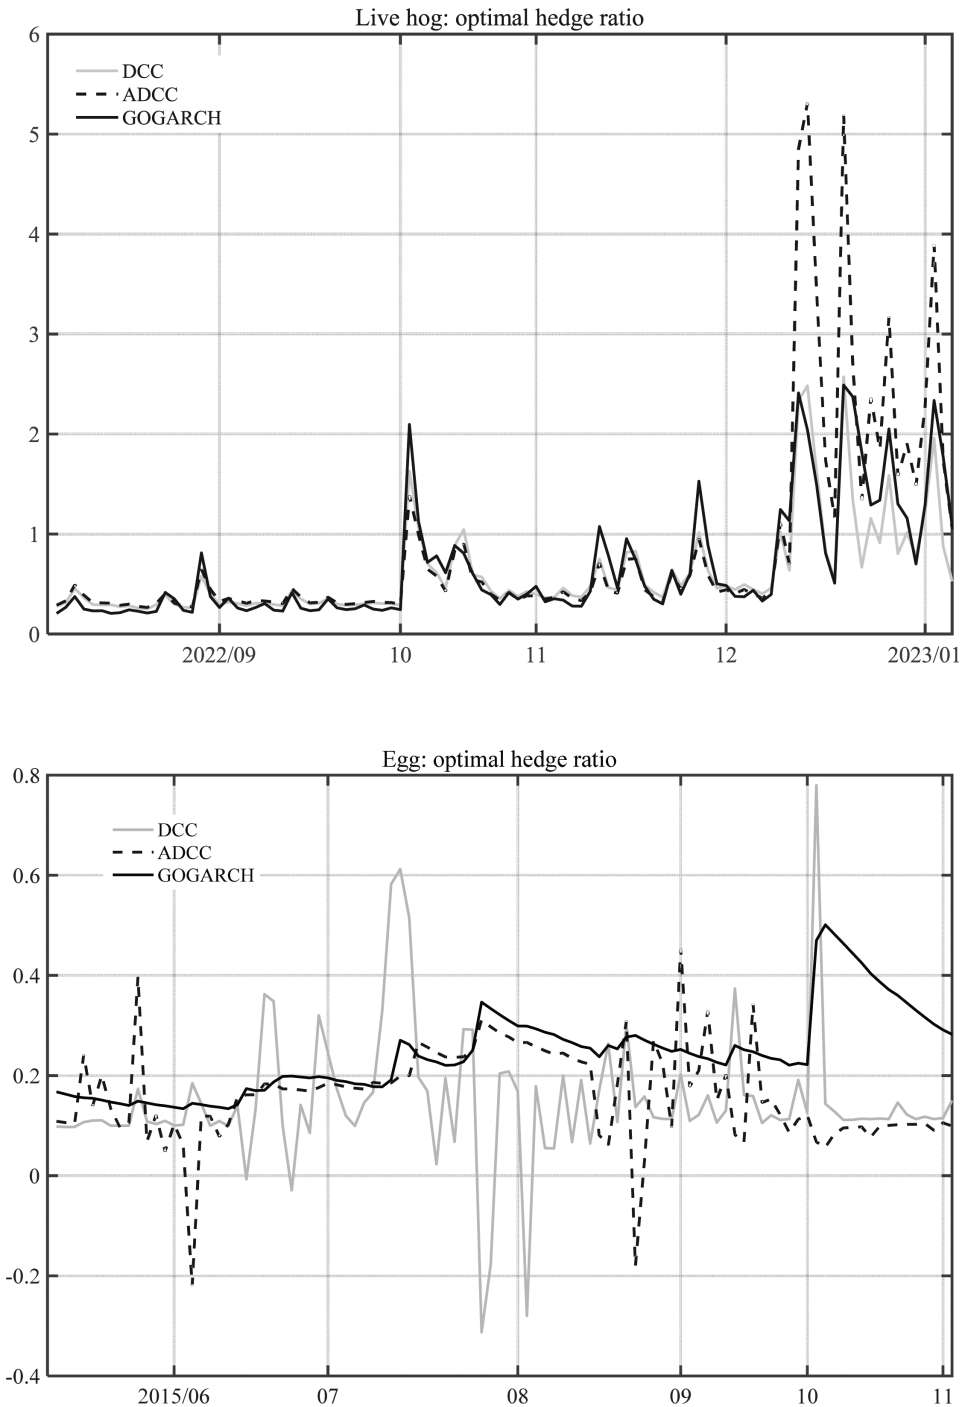 Live hog: optimal hedge ratio
6
DCC
ADCC
GOGARCH
5
4
3
2
1
0
2022/09 10 11 12 2023/01
Egg: optimal hedge ratio
0.8
DCC
ADCC
GOGARCH
0.6
0.4
0.2
0
-0.2
-0.4
2015/06 07 08 09 10 11